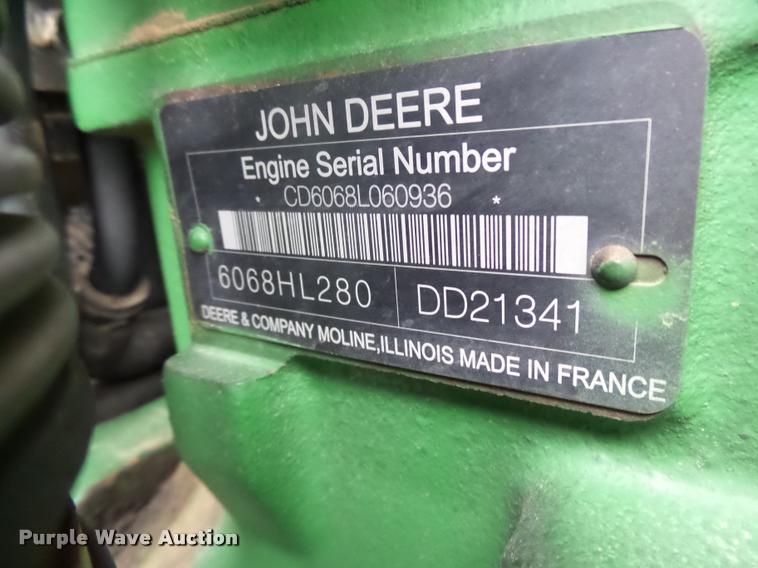 JOHN DEERE
Engine Serial Number
* CD6068L060936 *
6068HL280 DD21341
DEERE & COMPANY MOLINE,ILLINOIS MADE IN FRANCE
Purple Wave Auction